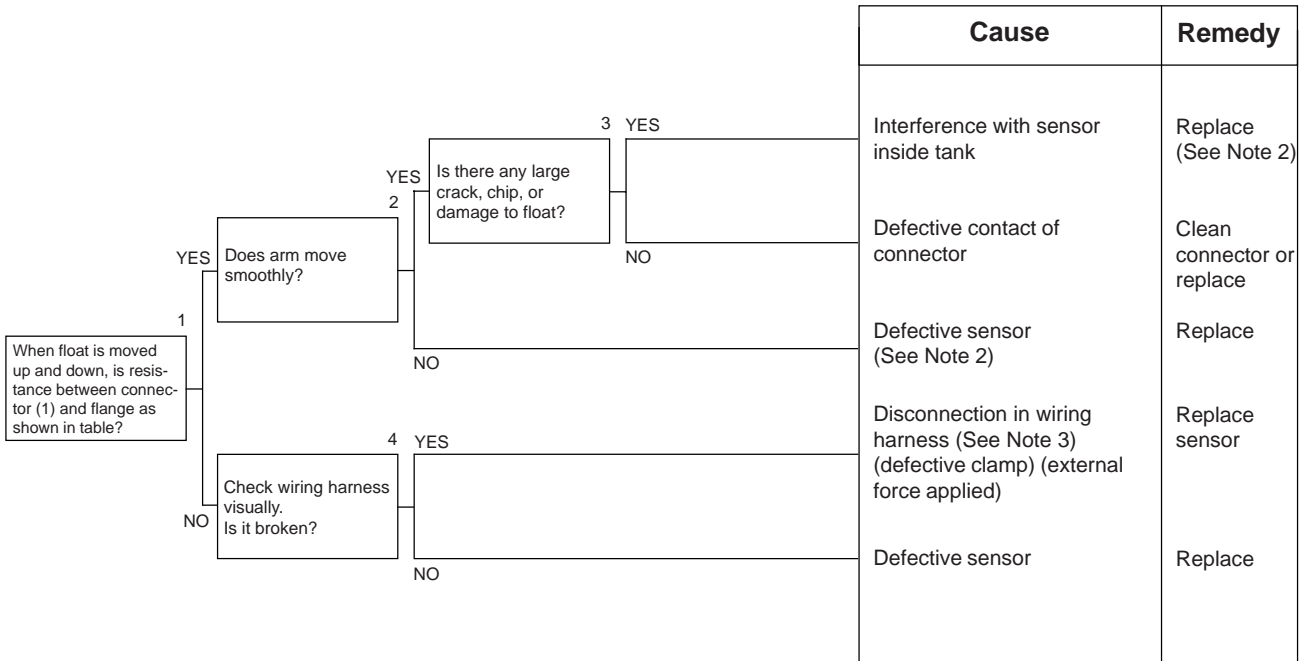 Cause
Remedy
3
YES
Interference with sensor
inside tank
Replace
(See Note 2)
YES
Is there any large
crack, chip, or
damage to float?
2
Defective contact of
connector
Clean
connector or
replace
YES
Does arm move
smoothly?
NO
1
Defective sensor
(See Note 2)
Replace
When float is moved
up and down, is resis-
tance between connec-
tor (1) and flange as
shown in table?
NO
Disconnection in wiring
harness (See Note 3)
(defective clamp) (external
force applied)
Replace
sensor
4
YES
Check wiring harness
visually.
Is it broken?
NO
Defective sensor
Replace
NO